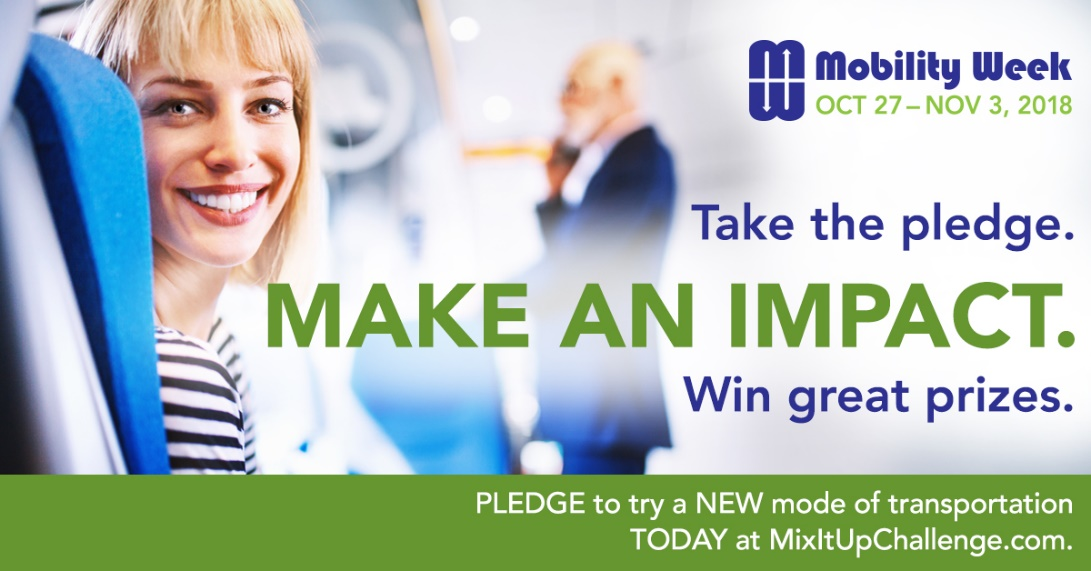 Mobility Week
OCT 27 – NOV 3, 2018
Take the pledge.
MAKE AN IMPACT.
Win great prizes.
PLEDGE to try a NEW mode of transportation
TODAY at MixItUpChallenge.com.